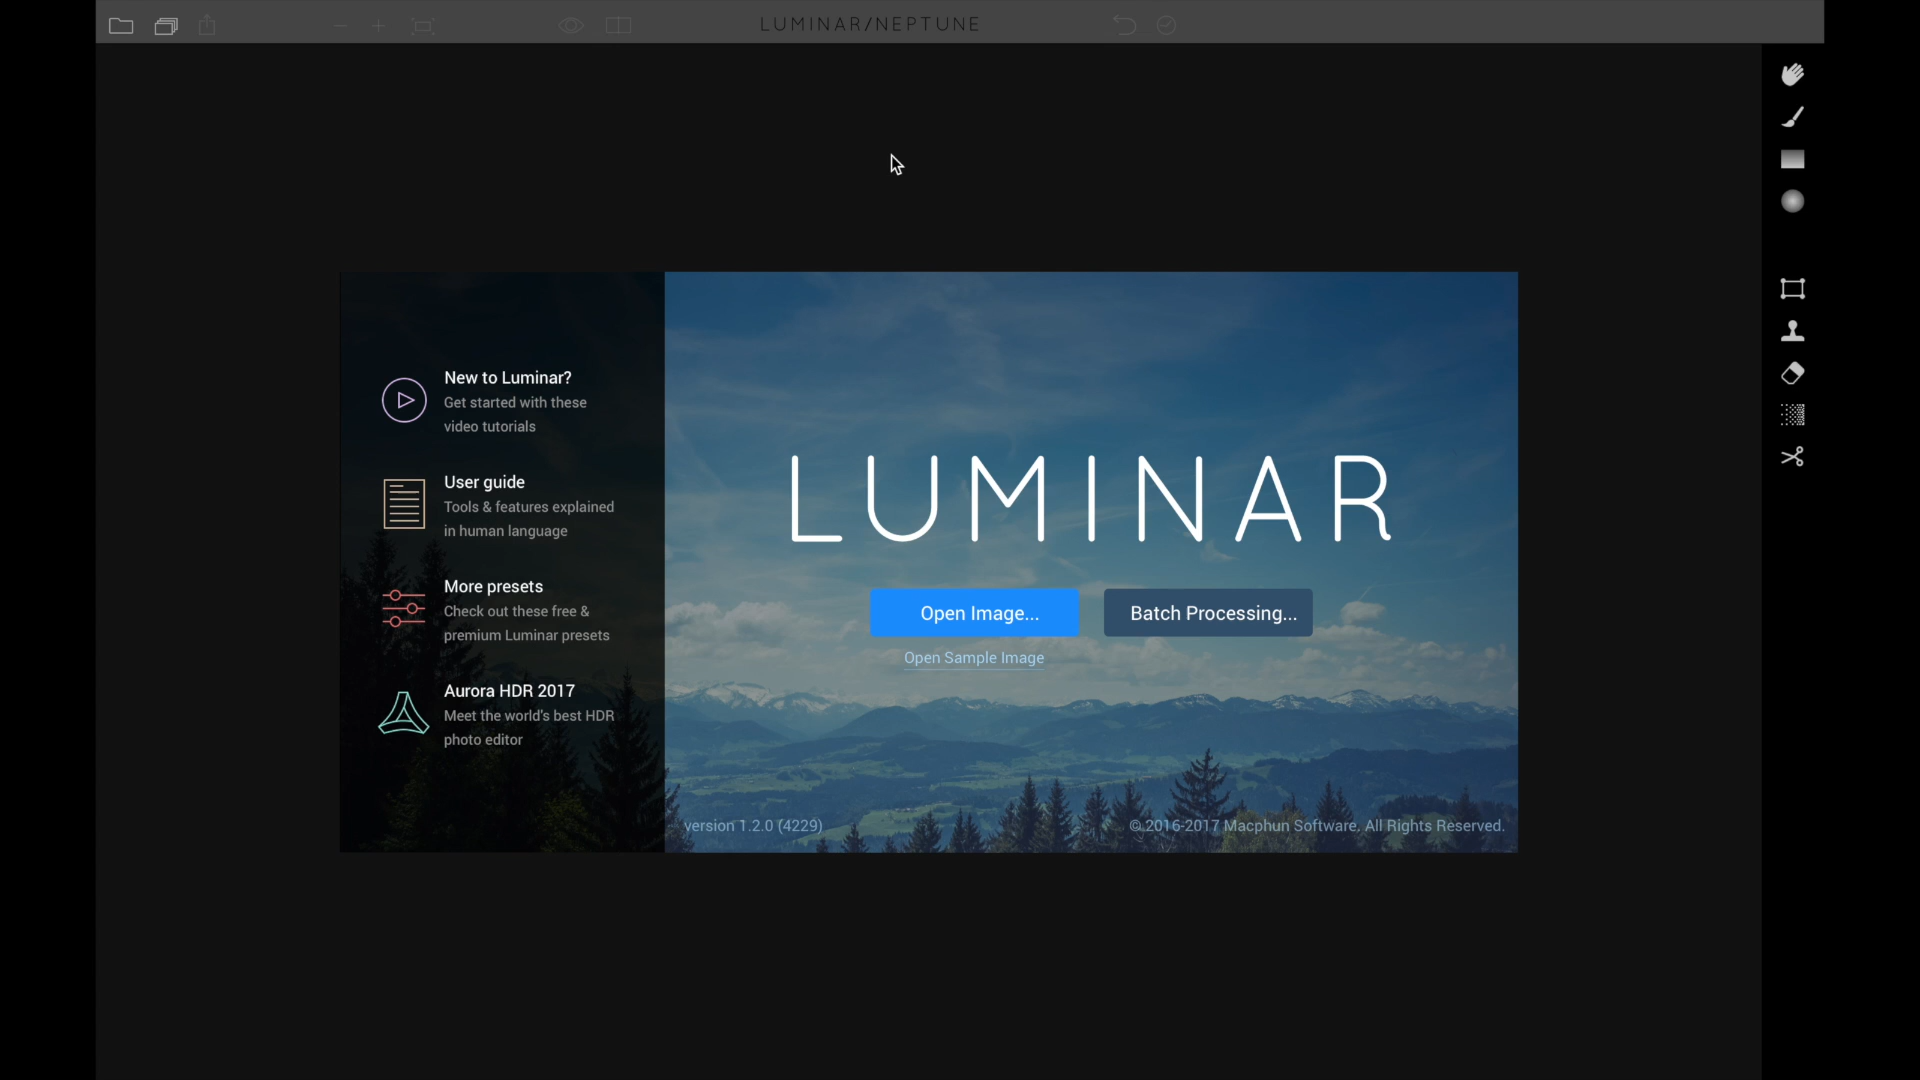 LUMINAR/NEPTUNE
New to Luminar?
Get started with these
video tutorials
User guide
Tools & features explained
in human language
More presets
Check out these free &
premium Luminar presets
Aurora HDR 2017
Meet the world's best HDR
photo editor
LUMINAR
Open Image...
Batch Processing...
Open Sample Image
version 1.2.0 (4229)
© 2016-2017 Macphun Software. All Rights Reserved.